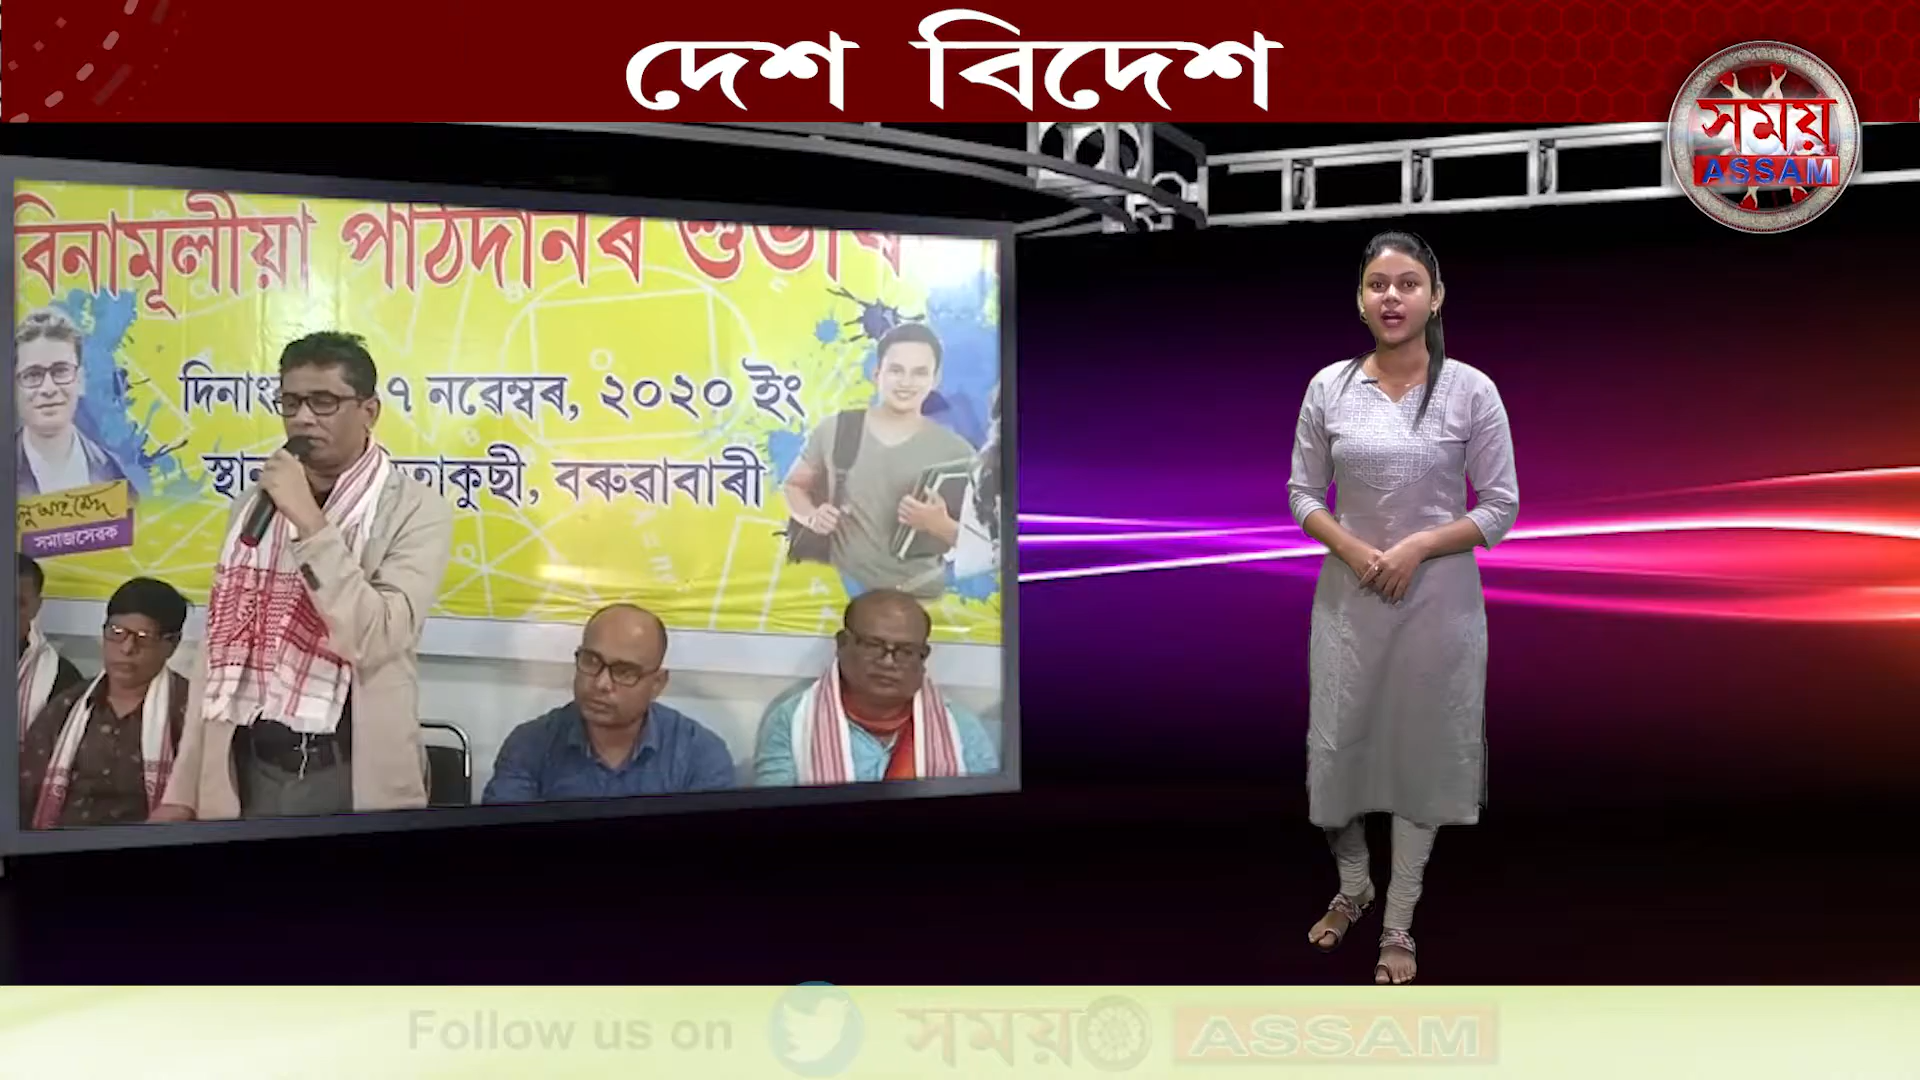 দেশ বিদেশ
সময়
ASSAM
বিনামূলীয়া পাঠদানৰ
৭ নৱেম্বৰ, ২০২০ ইং
বৰুৱাবাৰী
সমাজসেৱক
Follow us on সময় ASSAM